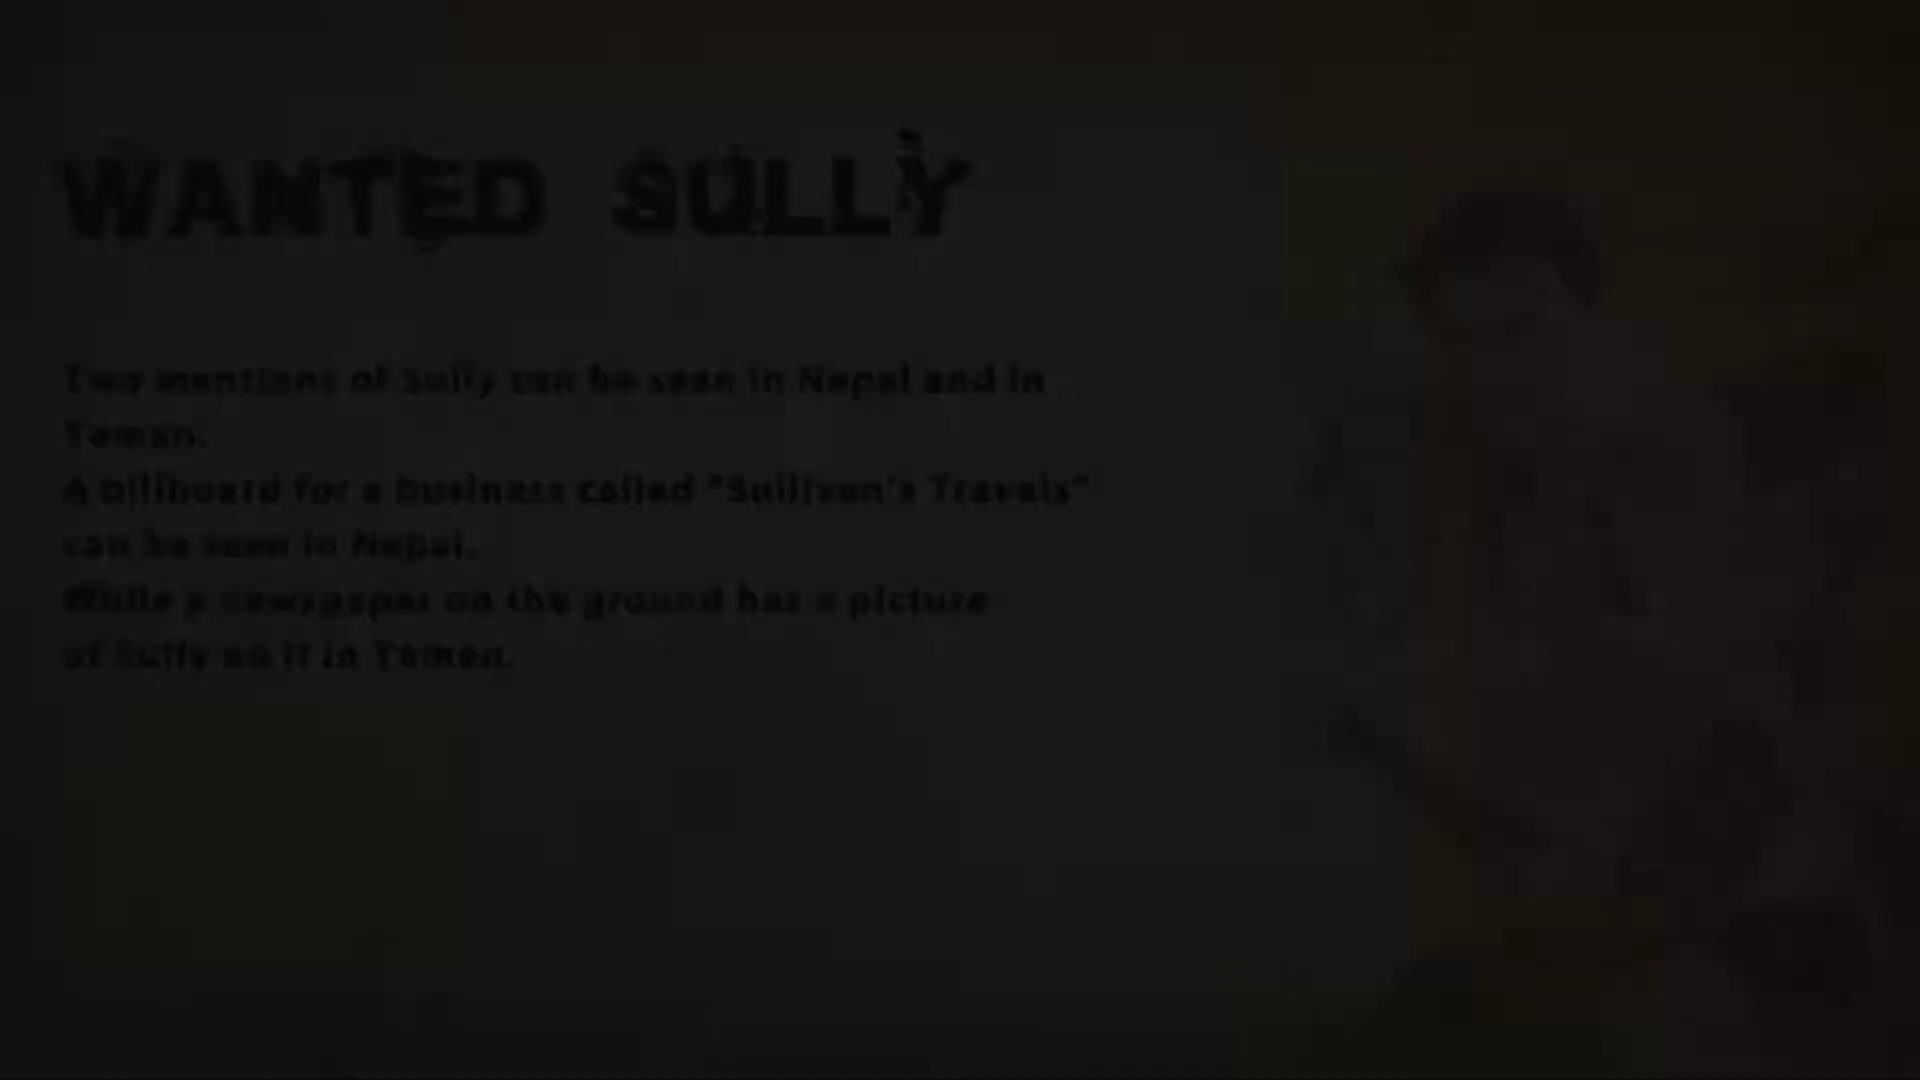 WANTED SULLY
Two mentions of Sully can be seen in Nepal and in
Yemen.
A billboard for a business called "Sullivan's Travels"
can be seen in Nepal.
While a newspaper on the ground has a picture
of Sully on it in Yemen.